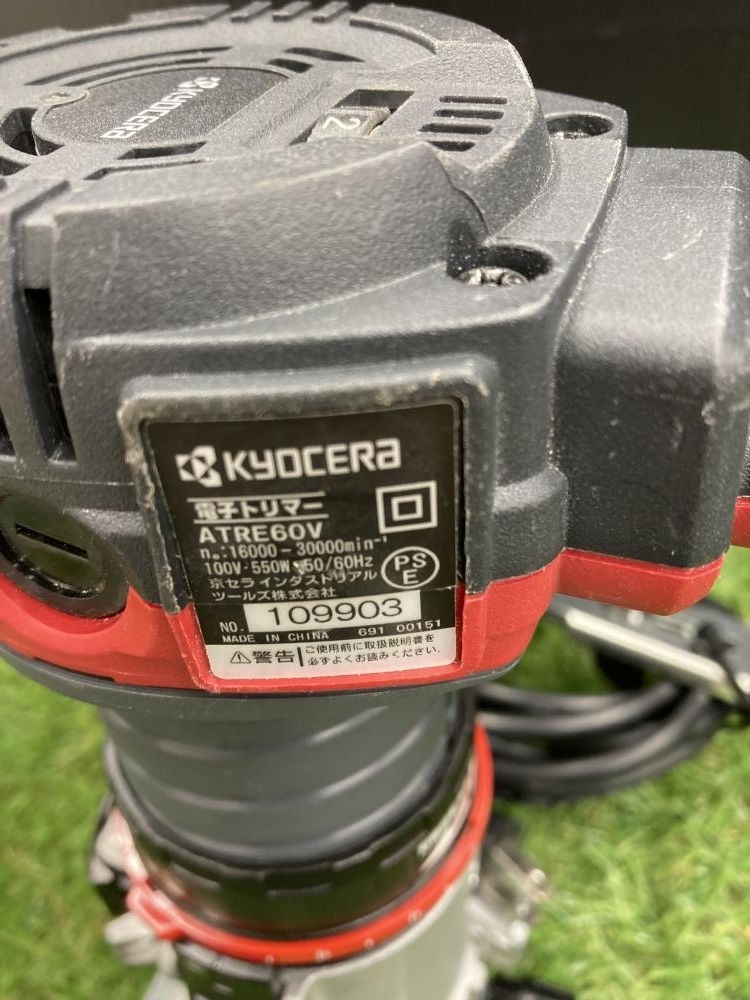 KYOCERA
2
KYOCERA
電子トリマー
ATRE60V
n₀:16000－30000min⁻¹
100V・550W・50/60Hz
京セラ インダストリアル
ツールズ株式会社
PS
E
NO. 109903
MADE IN CHINA 691 00151
⚠警告
ご使用前に取扱説明書を
必ずよくお読みください.